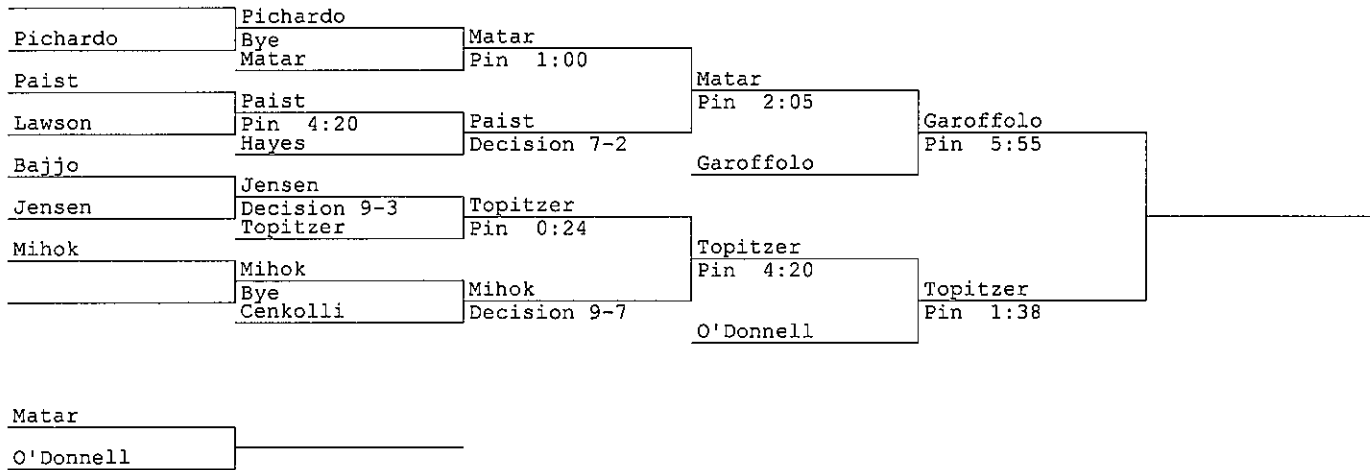 Pichardo
Pichardo
Bye
Matar
Matar
Pin 1:00
Paist
Matar
Pin 2:05
Paist
Lawson
Pin 4:20
Paist
Garoffolo
Hayes
Decision 7-2
Pin 5:55
Bajjo
Garoffolo
Jensen
Jensen
Decision 9-3
Topitzer
Topitzer
Pin 0:24
Mihok
Topitzer
Mihok
Pin 4:20
Bye
Mihok
Topitzer
Cenkolli
Decision 9-7
Pin 1:38
O'Donnell
Matar
O'Donnell